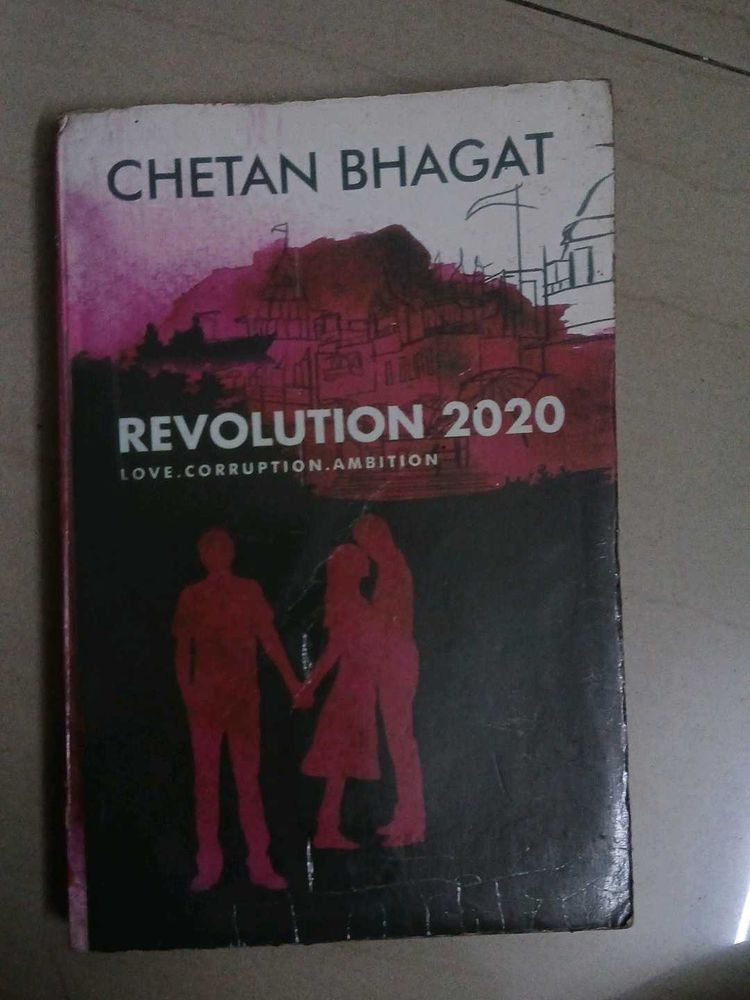 CHETAN BHAGAT
REVOLUTION 2020
LOVE.CORRUPTION.AMBITION